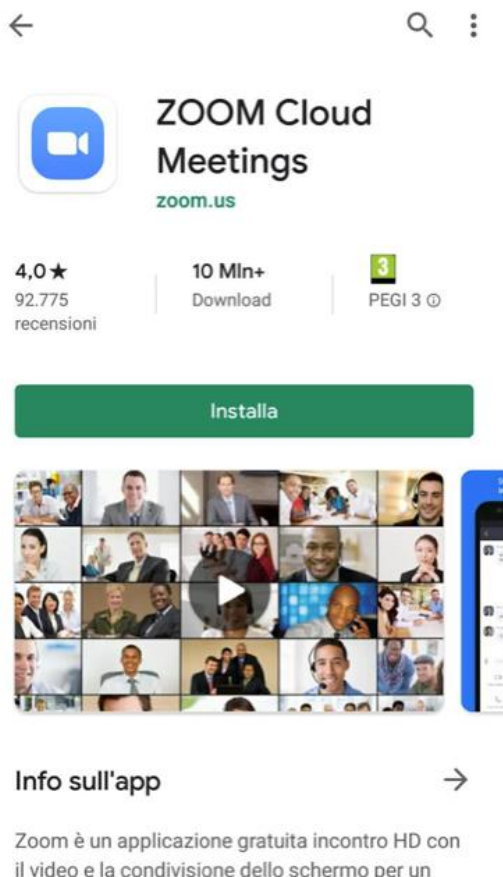 ZOOM Cloud
Meetings
zoom.us
4,0★
92.775
recensioni
10 Mln+
Download
3
PEGI 3
Installa
Info sull'app
Zoom è un applicazione gratuita incontro HD con
il video e la condivisione dello schermo per un